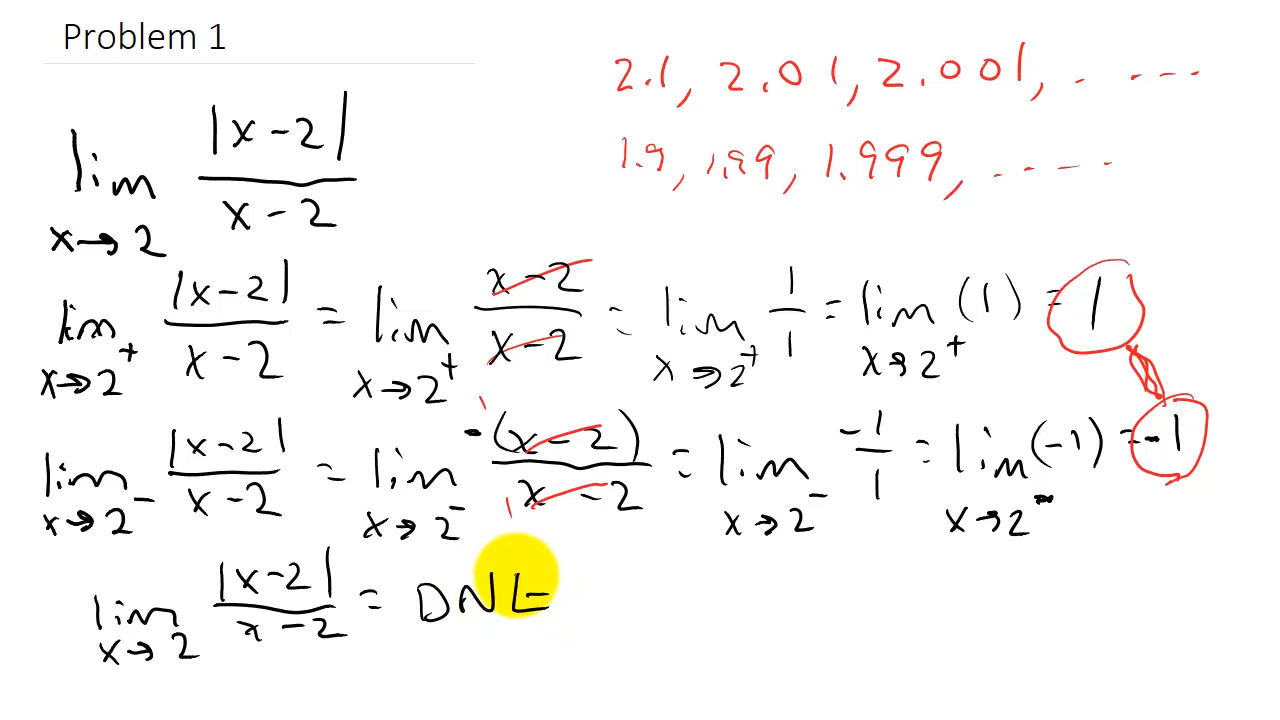 Problem 1
2.1, 2.01, 2.001, . ....
1.9, 1.99, 1.999, .....
lim x→2 |x-2|/(x-2)
lim x→2⁺ |x-2|/(x-2) = lim x→2⁺ (x-2)/(x-2) = lim x→2⁺ 1/1 = lim x→2⁺ (1) = 1
lim x→2⁻ |x-2|/(x-2) = lim x→2⁻ -(x-2)/(x-2) = lim x→2⁻ -1/1 = lim x→2⁻ (-1) = -1
lim x→2 |x-2|/(x-2) = DNE